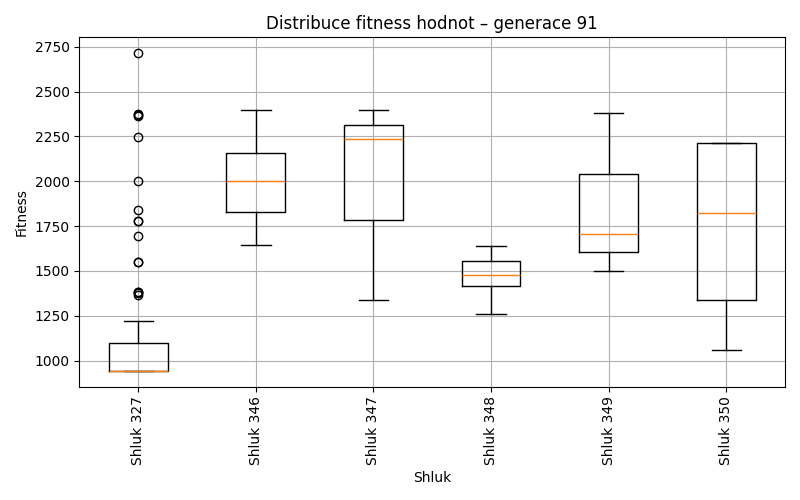 Distribuce fitness hodnot – generace 91
Fitness
2750
2500
2250
2000
1750
1500
1250
1000
Shluk 327
Shluk 346
Shluk 347
Shluk 348
Shluk 349
Shluk 350
Shluk